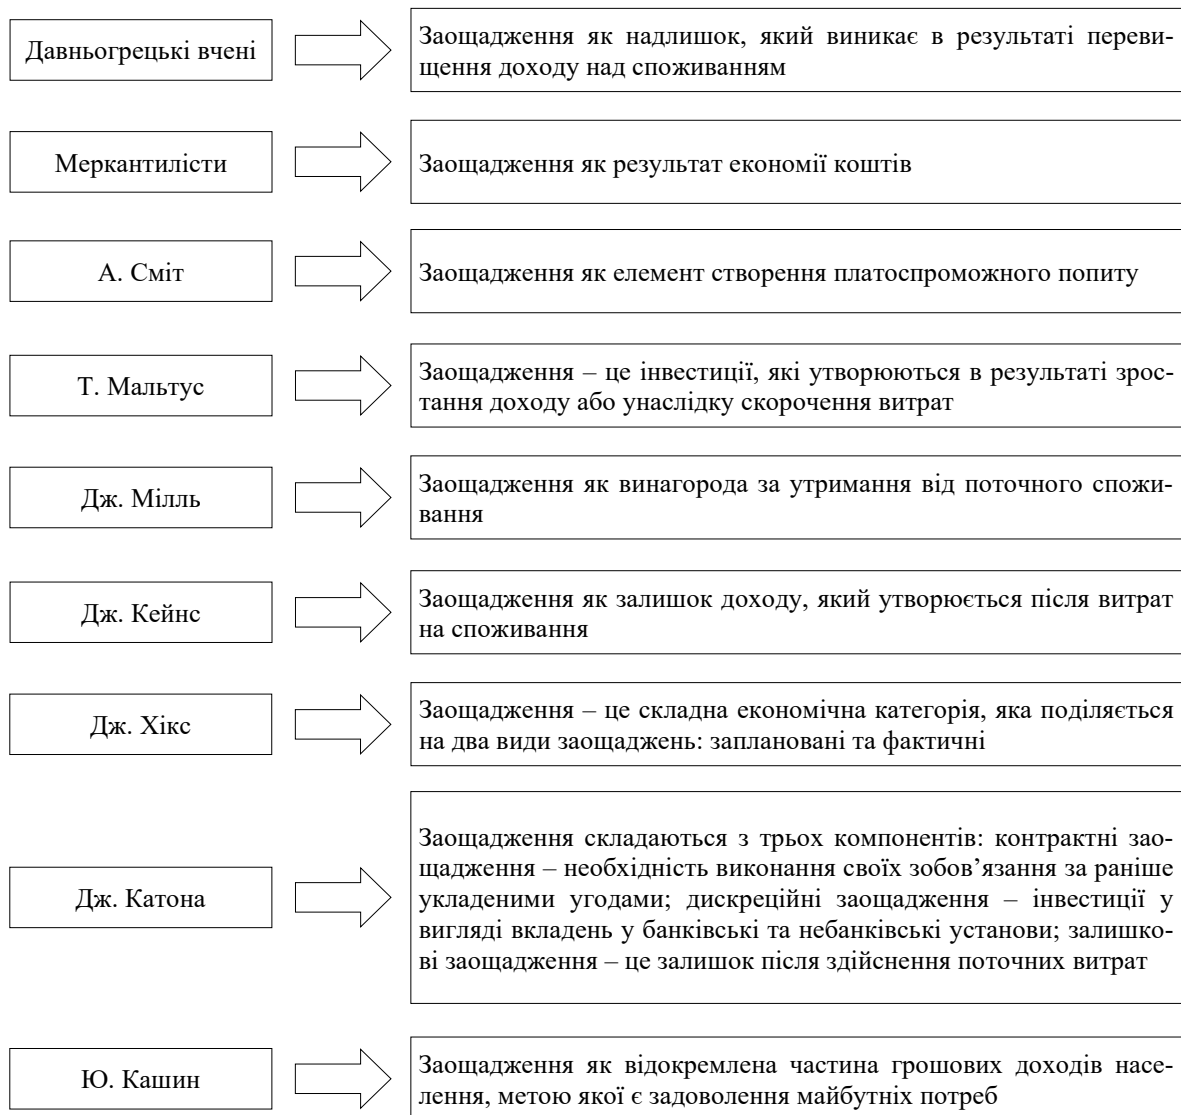 Давньогрецькі вчені
Заощадження як надлишок, який виникає в результаті переви-
щення доходу над споживанням
Меркантилісти
Заощадження як результат економії коштів
А. Сміт
Заощадження як елемент створення платоспроможного попиту
Т. Мальтус
Заощадження – це інвестиції, які утворюються в результаті зрос-
тання доходу або унаслідку скорочення витрат
Дж. Мілль
Заощадження як винагорода за утримання від поточного спожи-
вання
Дж. Кейнс
Заощадження як залишок доходу, який утворюється після витрат
на споживання
Дж. Хікс
Заощадження – це складна економічна категорія, яка поділяється
на два види заощаджень: заплановані та фактичні
Дж. Катона
Заощадження складаються з трьох компонентів: контрактні зао-
щадження – необхідність виконання своїх зобов’язання за раніше
укладеними угодами; дискреційні заощадження – інвестиції у
вигляді вкладень у банківські та небанківські установи; залишко-
ві заощадження – це залишок після здійснення поточних витрат
Ю. Кашин
Заощадження як відокремлена частина грошових доходів насе-
лення, метою якої є задоволення майбутніх потреб